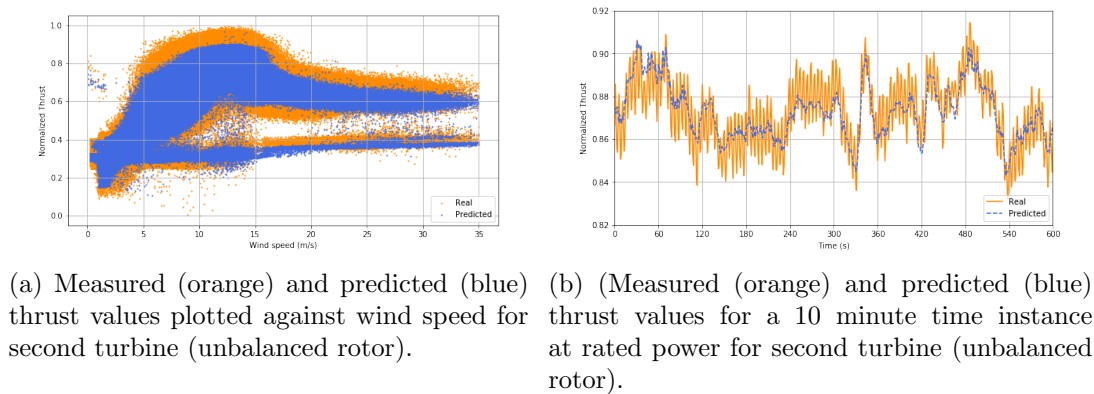 1.0
0.8
0.6
0.4
0.2
0.0
Normalized Thrust
0 5 10 15 20 25 30 35
Wind speed (m/s)
Real
Predicted
0.92
0.90
0.88
0.86
0.84
0.82
Normalized Thrust
0 60 120 180 240 300 360 420 480 540 600
Time (s)
Real
Predicted
(a) Measured (orange) and predicted (blue)
thrust values plotted against wind speed for
second turbine (unbalanced rotor).
(b) (Measured (orange) and predicted (blue)
thrust values for a 10 minute time instance
at rated power for second turbine (unbalanced
rotor).